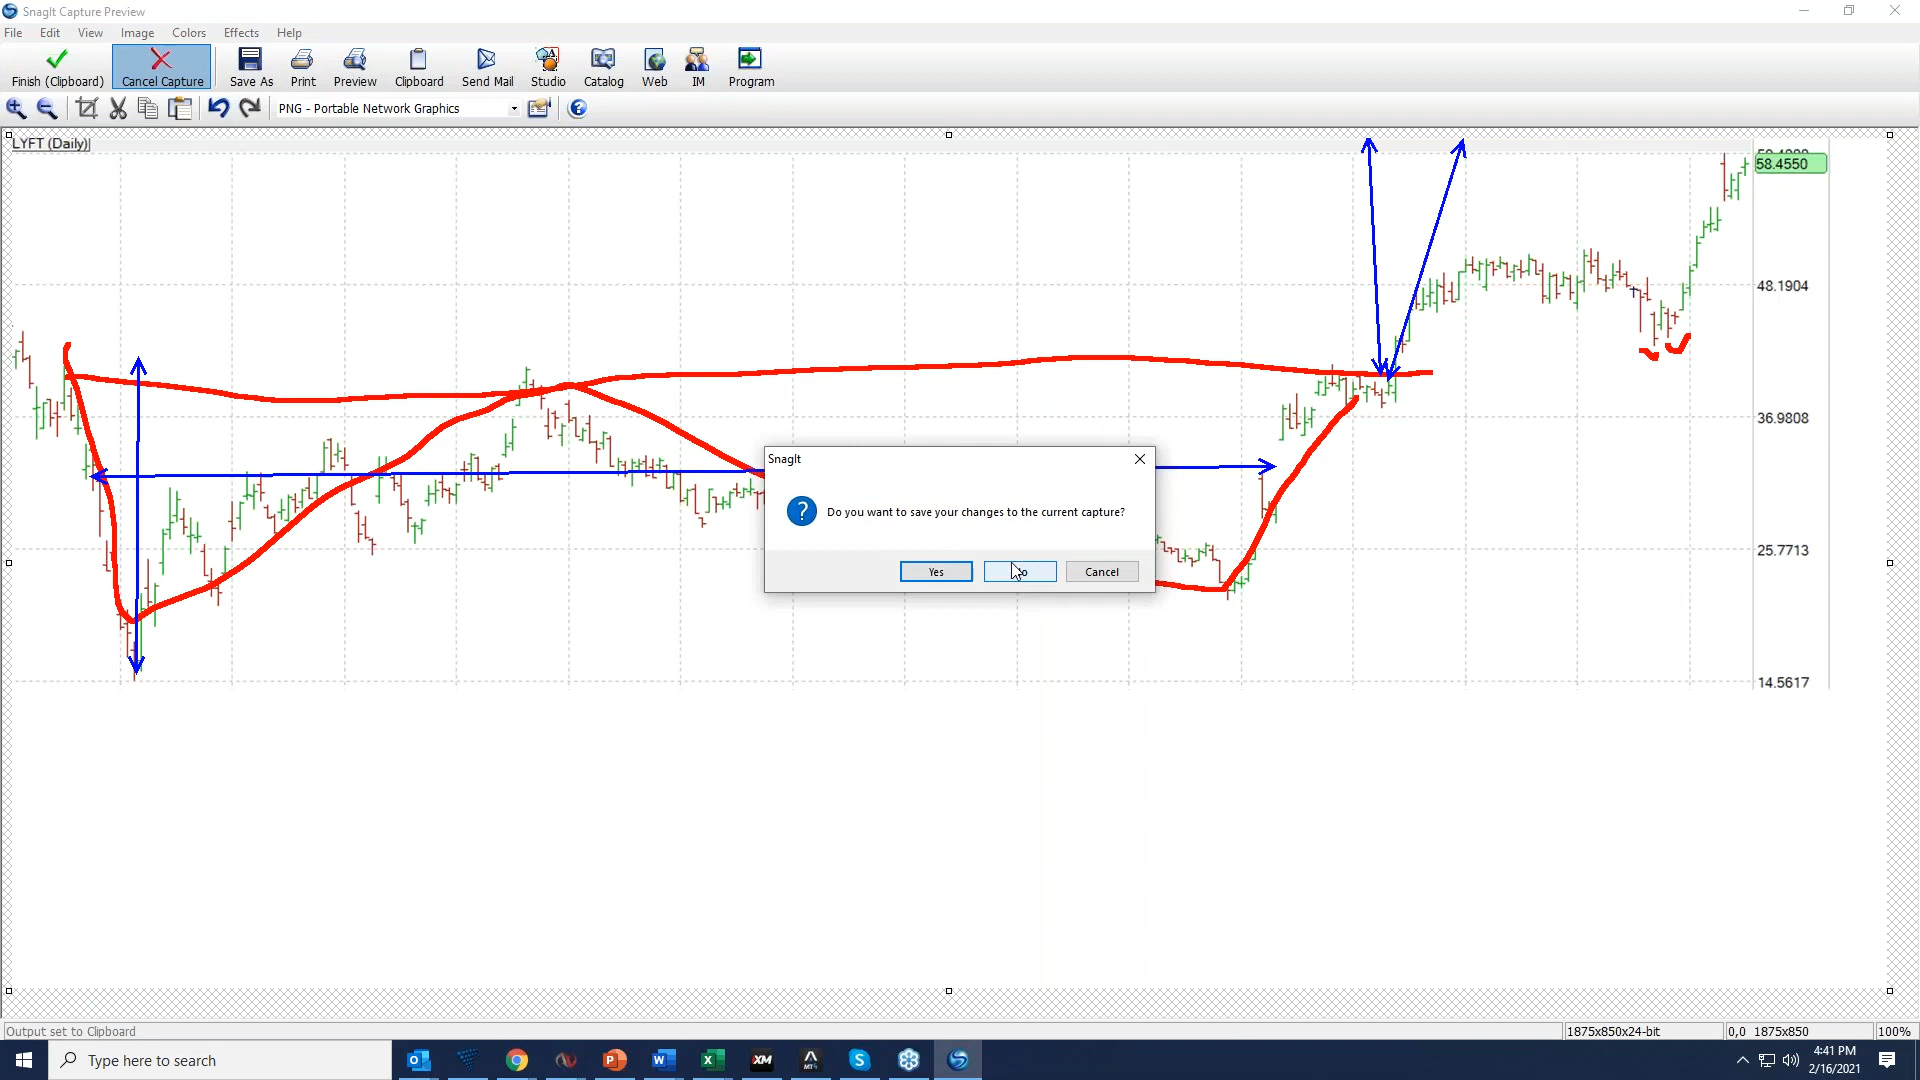 SnagIt Capture Preview
File Edit View Image Colors Effects Help
Finish (Clipboard) Cancel Capture Save As Print Preview Clipboard Send Mail Studio Catalog Web IM Program
PNG - Portable Network Graphics
LYFT (Daily)
58.4550
48.1904
36.9808
25.7713
14.5617
SnagIt
Do you want to save your changes to the current capture?
Yes Cancel
Output set to Clipboard
1875x850x24-bit
0,0 1875x850
100%
Type here to search
XM
MT4
4:41 PM
2/16/2021